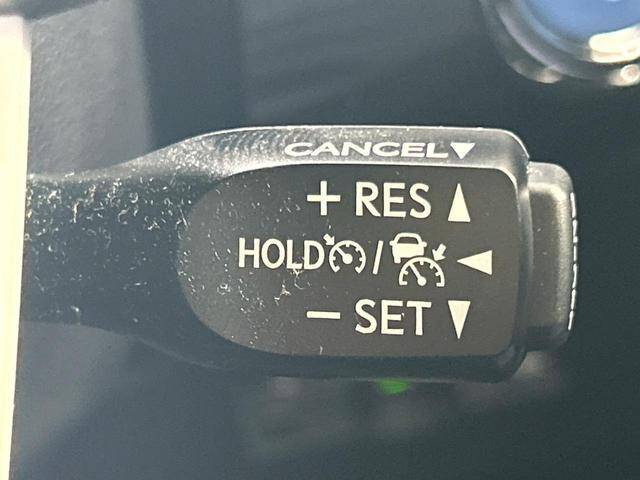 CANCEL▼
+ RES ▲
HOLD / ◀
− SET ▼